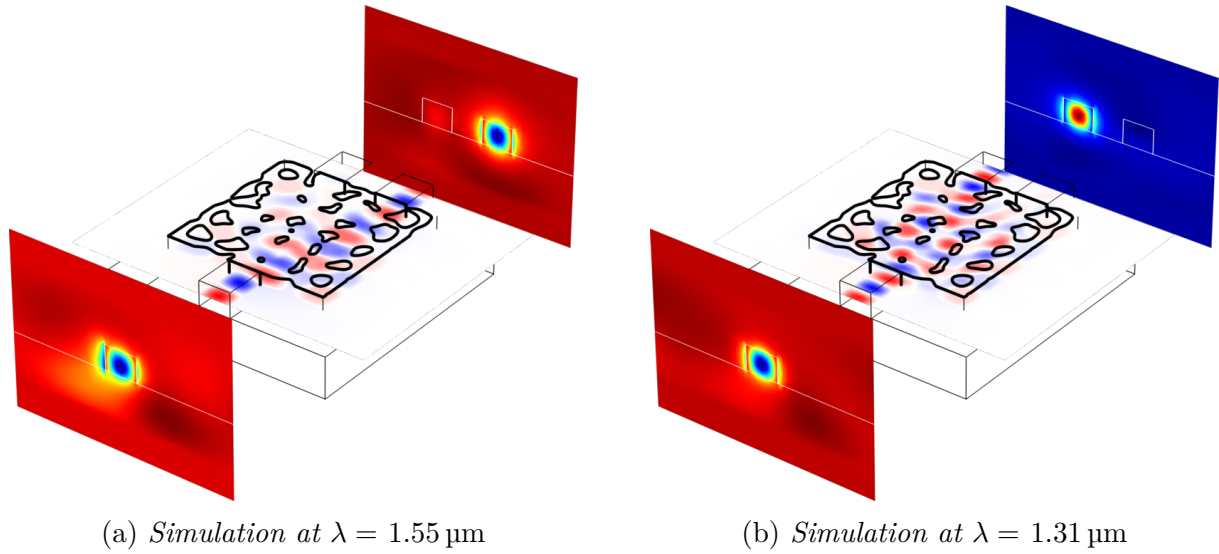 (a) Simulation at λ = 1.55 µm
(b) Simulation at λ = 1.31 µm